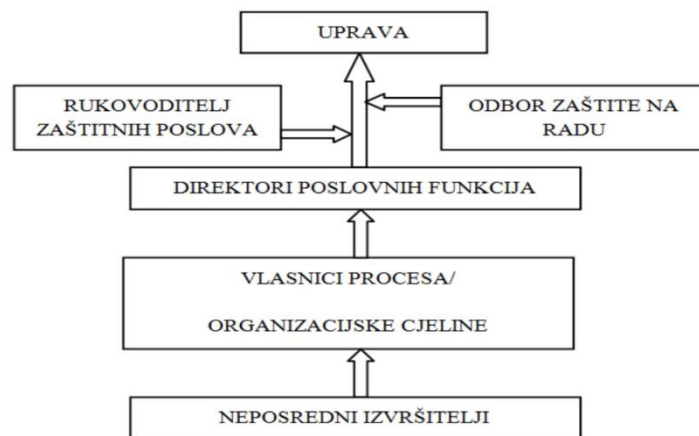 UPRAVA
RUKOVODITELJ
ZAŠTITNIH POSLOVA
ODBOR ZAŠTITE NA
RADU
DIREKTORI POSLOVNIH FUNKCIJA
VLASNICI PROCESA/
ORGANIZACIJSKE CJELINE
NEPOSREDNI IZVRŠITELJI